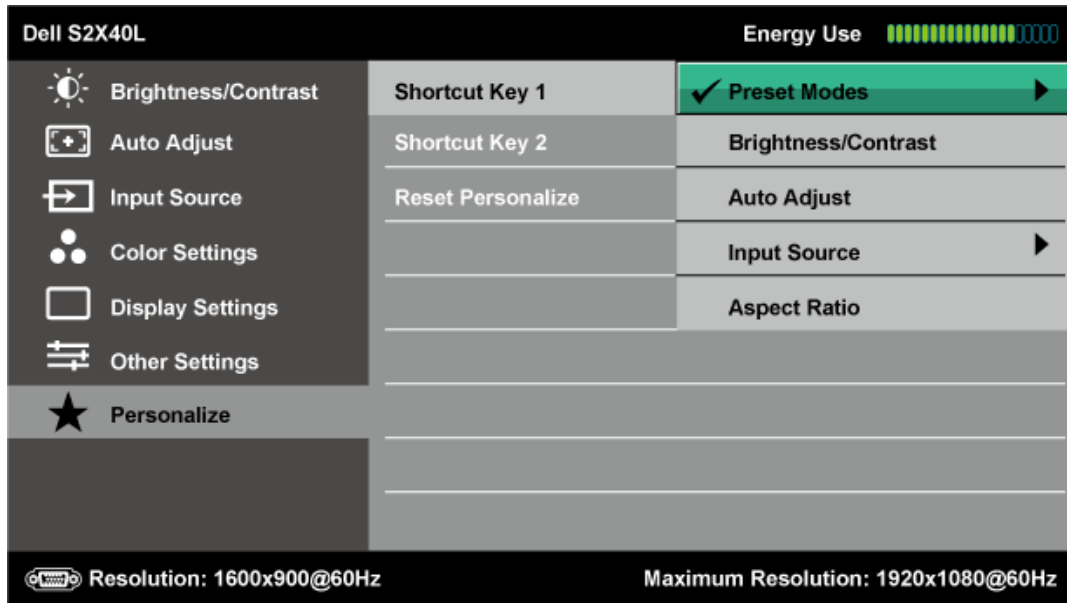 Dell S2X40L Energy Use
Brightness/Contrast Shortcut Key 1 Preset Modes
Auto Adjust Shortcut Key 2 Brightness/Contrast
Input Source Reset Personalize Auto Adjust
Color Settings Input Source
Display Settings Aspect Ratio
Other Settings
Personalize
Resolution: 1600x900@60Hz Maximum Resolution: 1920x1080@60Hz